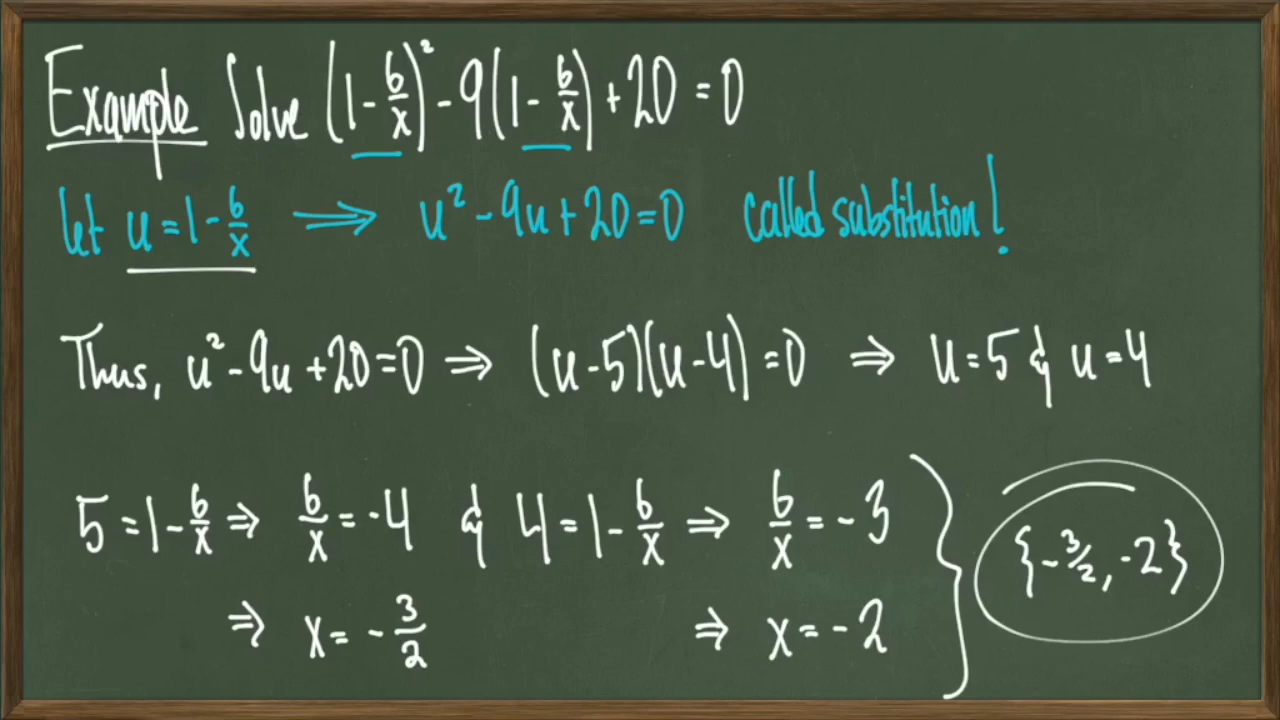 Example Solve (1 - 6/x)² - 9(1 - 6/x) + 20 = 0
let u = 1 - 6/x ⟹ u² - 9u + 20 = 0 called substitution!
Thus, u² - 9u + 20 = 0 ⇒ (u - 5)(u - 4) = 0 ⇒ u = 5 & u = 4
5 = 1 - 6/x ⇒ 6/x = -4 & 4 = 1 - 6/x ⇒ 6/x = -3 }
{-3/2, -2}
⇒ x = -3/2 ⇒ x = -2